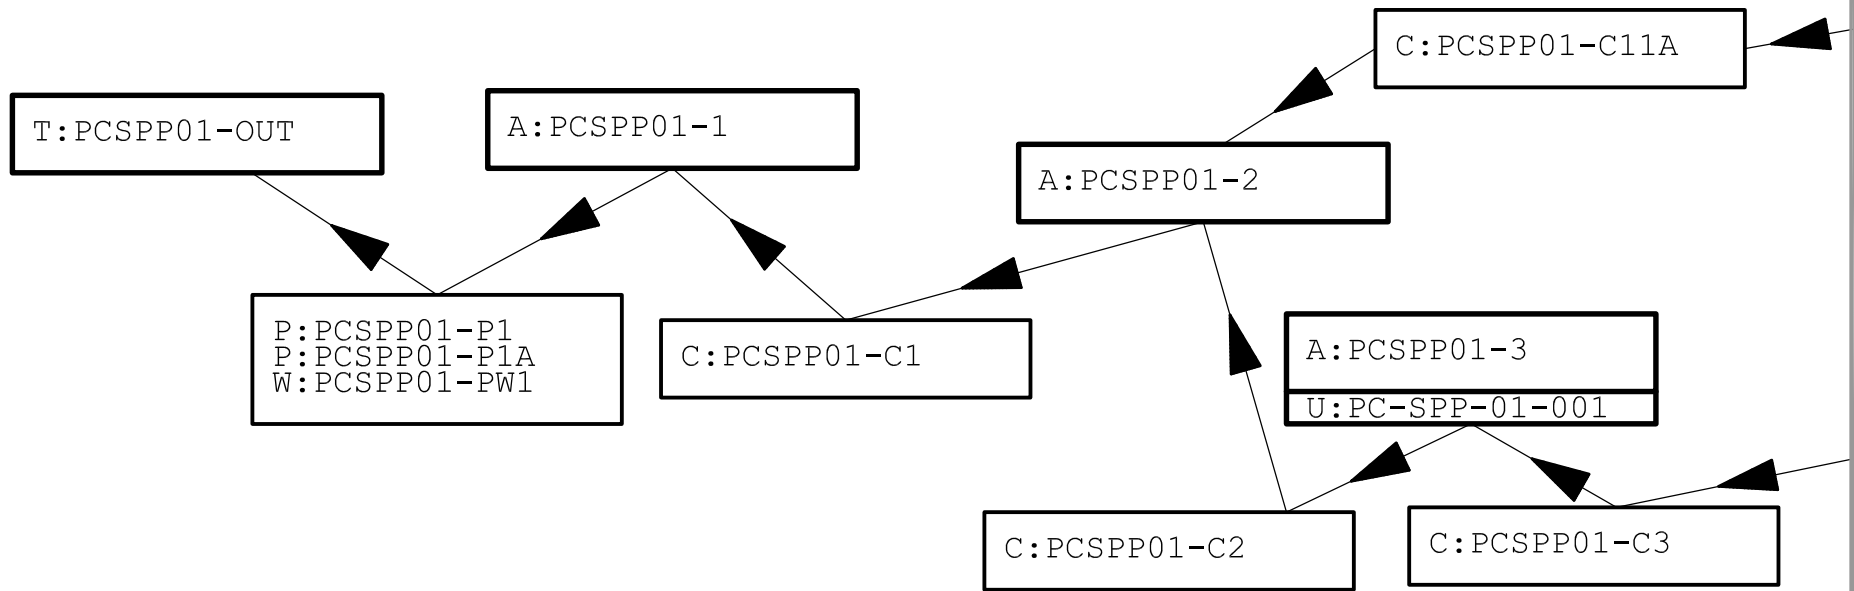 C:PCSPP01-C11A
T:PCSPP01-OUT
A:PCSPP01-1
A:PCSPP01-2
P:PCSPP01-P1
P:PCSPP01-P1A
W:PCSPP01-PW1
C:PCSPP01-C1
A:PCSPP01-3
U:PC-SPP-01-001
C:PCSPP01-C2
C:PCSPP01-C3